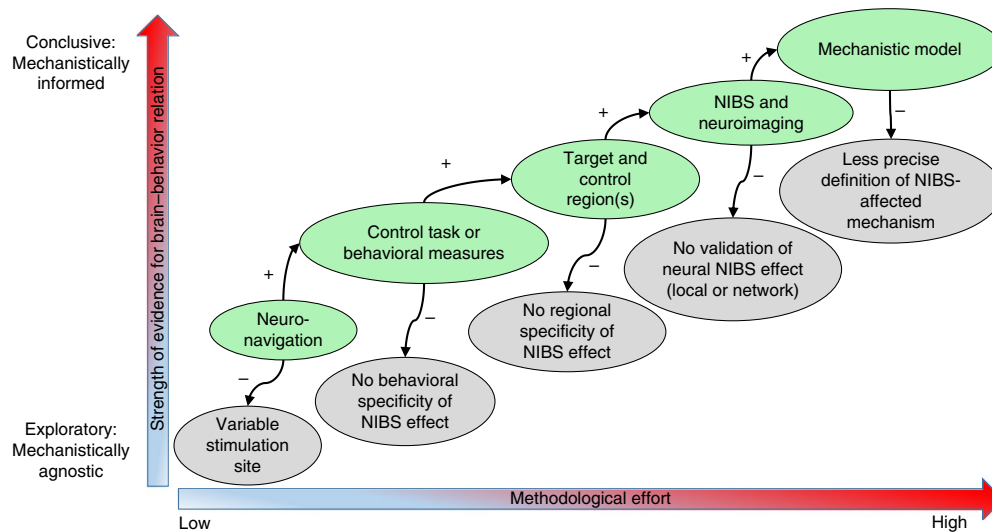 Conclusive:
Mechanistically
informed
Strength of evidence for brain–behavior relation
Exploratory:
Mechanistically
agnostic
Mechanistic model
+
–
NIBS and
neuroimaging
Less precise
definition of NIBS-
affected mechanism
+
–
Target and
control
region(s)
No validation of
neural NIBS effect
(local or network)
+
–
Control task or
behavioral measures
No regional
specificity of
NIBS effect
+
–
Neuro-
navigation
No behavioral
specificity of
NIBS effect
–
Variable
stimulation
site
Methodological effort
Low
High